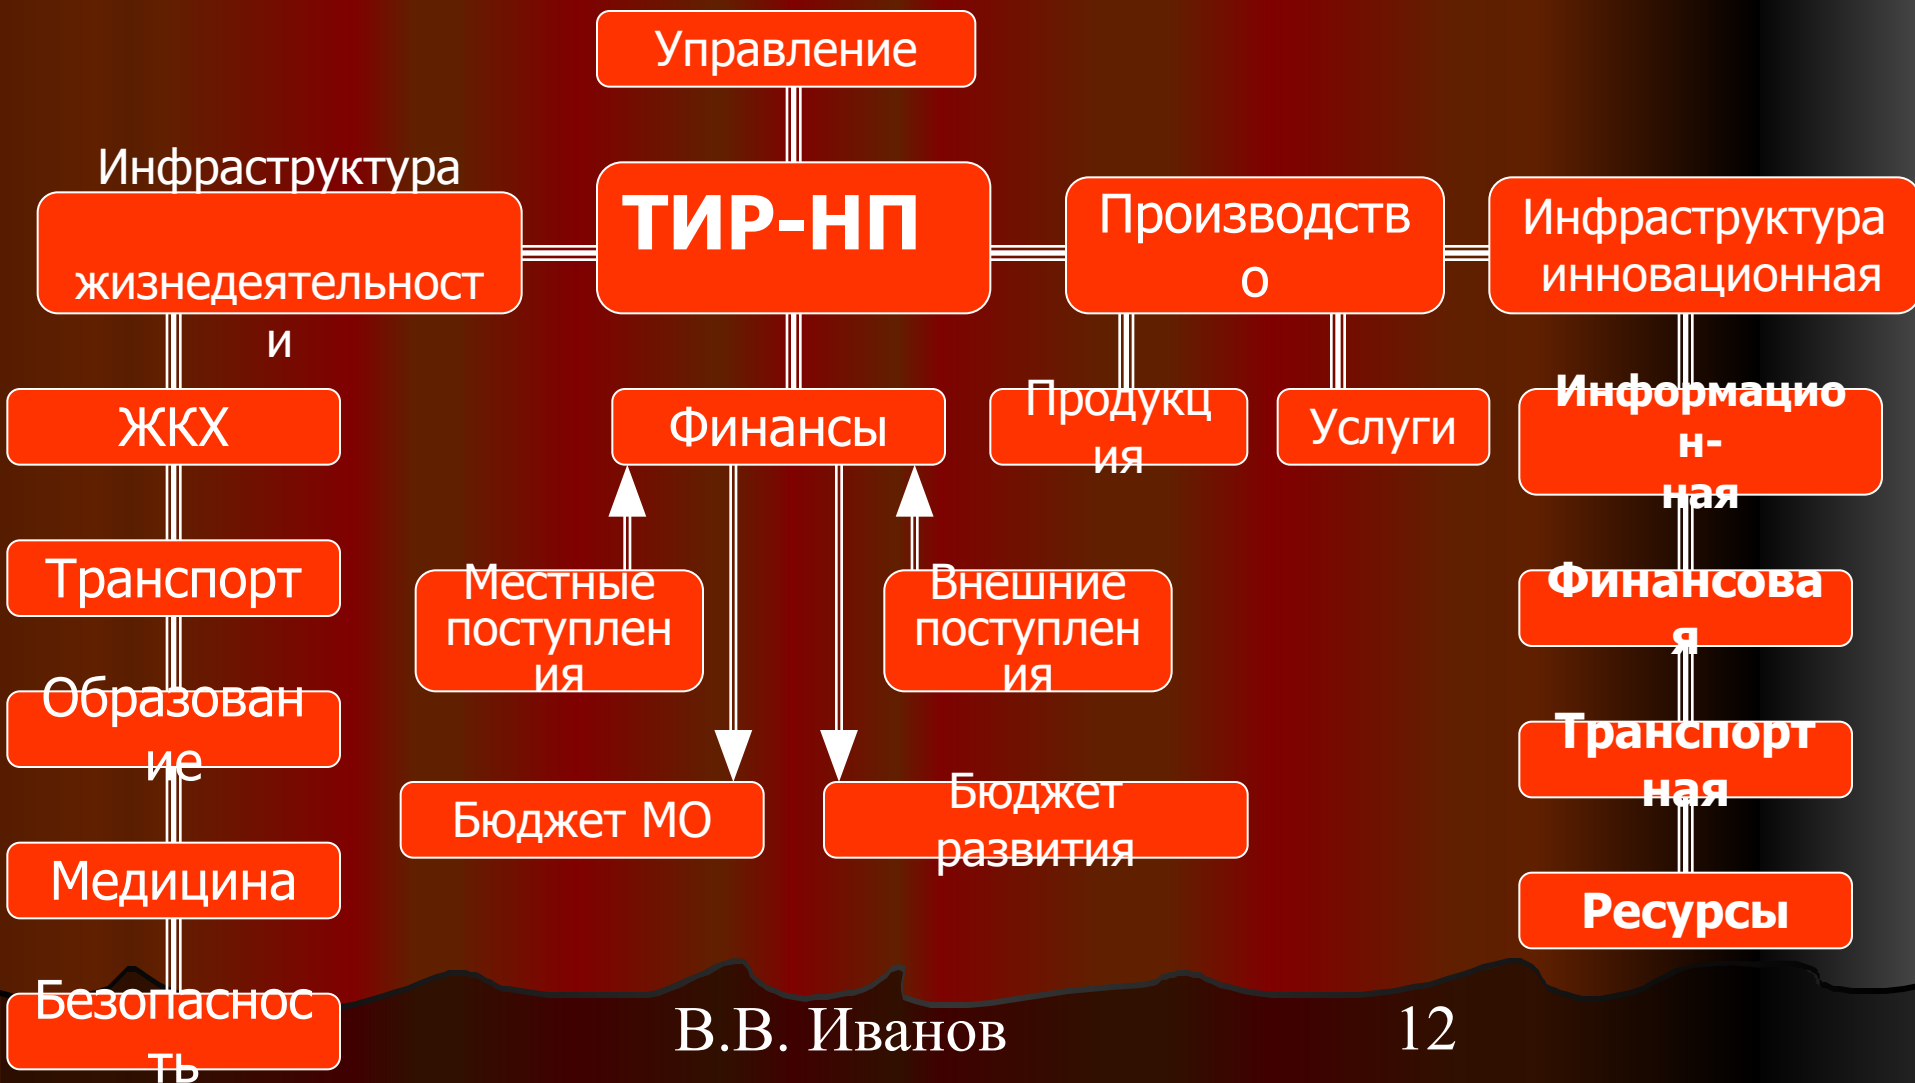 Управление
Инфраструктура
жизнедеятельност
и
ТИР-НП
Производств
о
Инфраструктура
инновационная
ЖКХ
Транспорт
Образован
ие
Медицина
Безопаснос
ть
Финансы
Местные
поступлен
ия
Внешние
поступлен
ия
Бюджет МО
Бюджет
развития
Продукц
ия
Услуги
Информацио
н-
ная
Финансова
я
Транспорт
ная
Ресурсы
В.В. Иванов
12